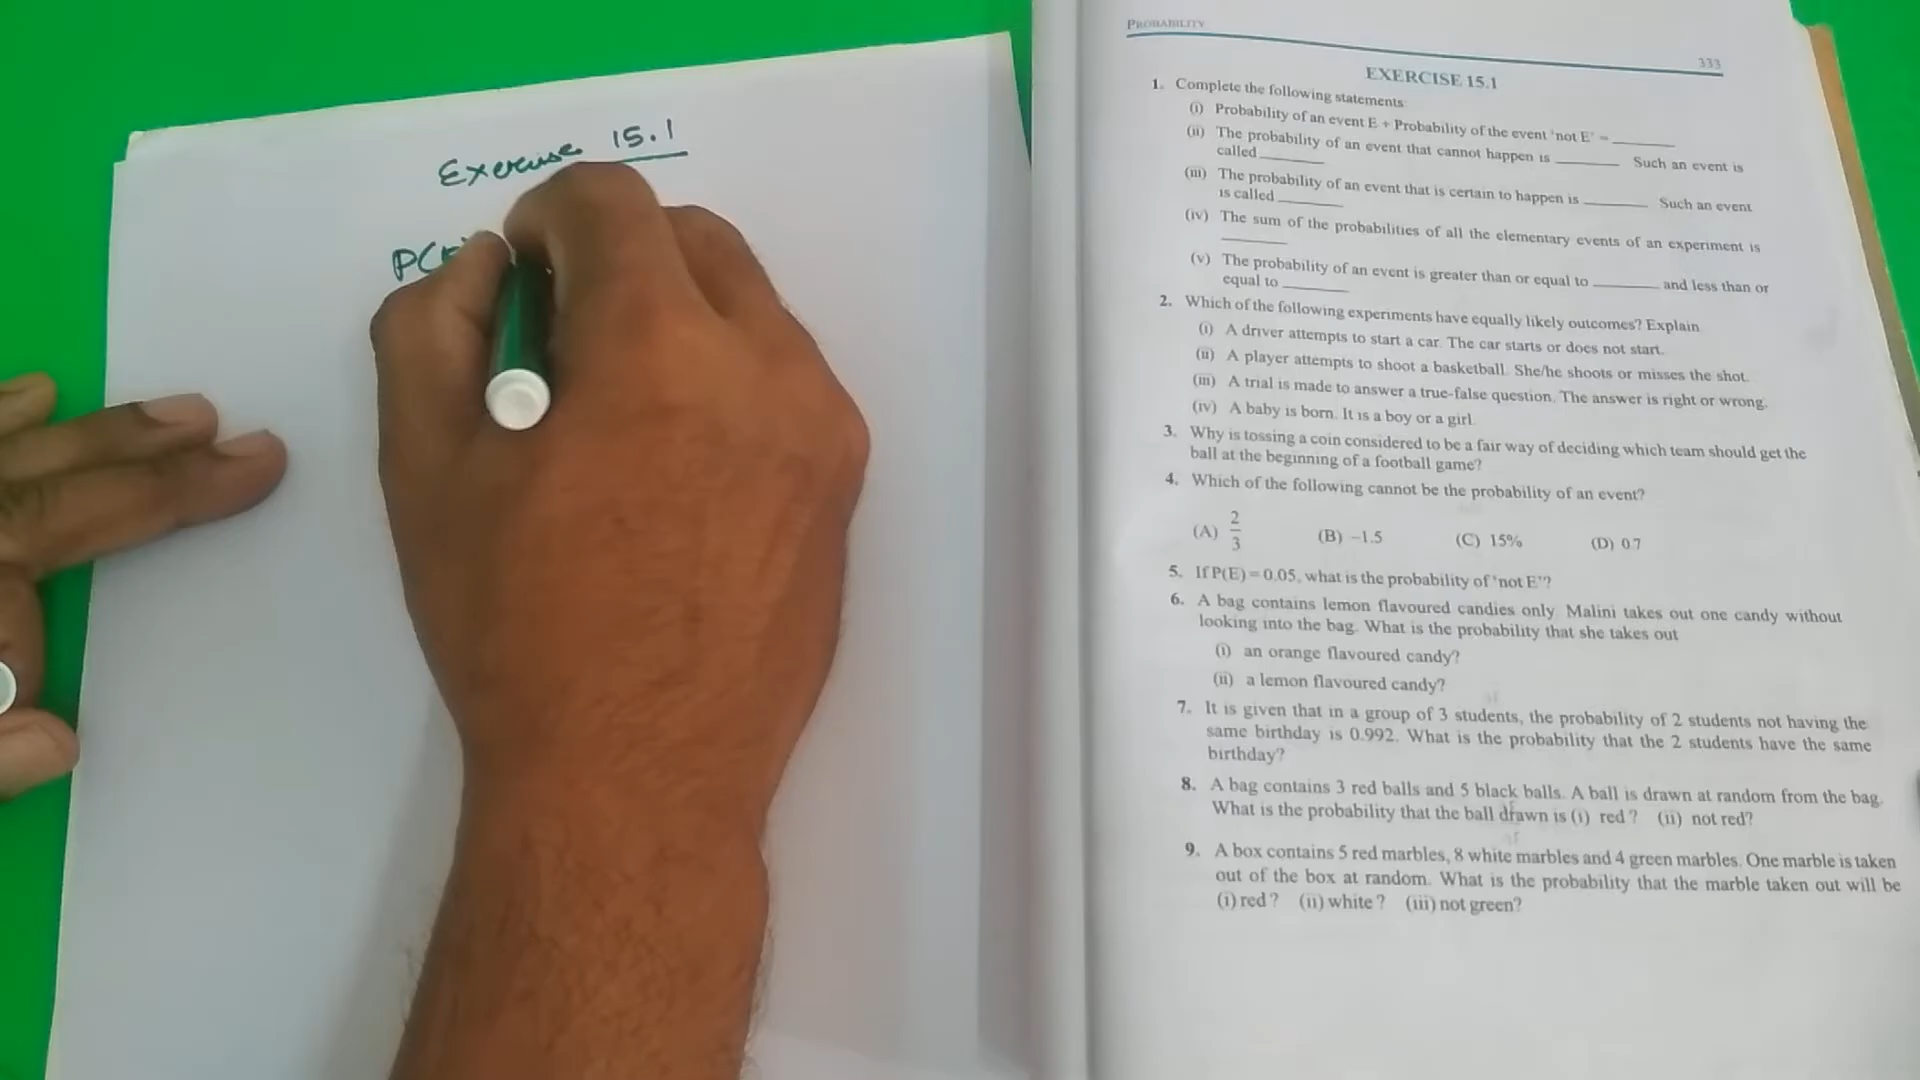 Exercise 15.1
P(
PROBABILITY
333
EXERCISE 15.1
1. Complete the following statements:
(i) Probability of an event E + Probability of the event 'not E' = ________
(ii) The probability of an event that cannot happen is ________ Such an event is
called ________
(iii) The probability of an event that is certain to happen is ________ Such an event
is called ________
(iv) The sum of the probabilities of all the elementary events of an experiment is
________
(v) The probability of an event is greater than or equal to ________ and less than or
equal to ________
2. Which of the following experiments have equally likely outcomes? Explain
(i) A driver attempts to start a car. The car starts or does not start.
(ii) A player attempts to shoot a basketball. She/he shoots or misses the shot.
(iii) A trial is made to answer a true-false question. The answer is right or wrong.
(iv) A baby is born. It is a boy or a girl.
3. Why is tossing a coin considered to be a fair way of deciding which team should get the
ball at the beginning of a football game?
4. Which of the following cannot be the probability of an event?
(A) 2/3 (B) –1.5 (C) 15% (D) 0.7
5. If P(E) = 0.05, what is the probability of 'not E'?
6. A bag contains lemon flavoured candies only. Malini takes out one candy without
looking into the bag. What is the probability that she takes out
(i) an orange flavoured candy?
(ii) a lemon flavoured candy?
7. It is given that in a group of 3 students, the probability of 2 students not having the
same birthday is 0.992. What is the probability that the 2 students have the same
birthday?
8. A bag contains 3 red balls and 5 black balls. A ball is drawn at random from the bag.
What is the probability that the ball drawn is (i) red ? (ii) not red?
9. A box contains 5 red marbles, 8 white marbles and 4 green marbles. One marble is taken
out of the box at random. What is the probability that the marble taken out will be
(i) red ? (ii) white ? (iii) not green?